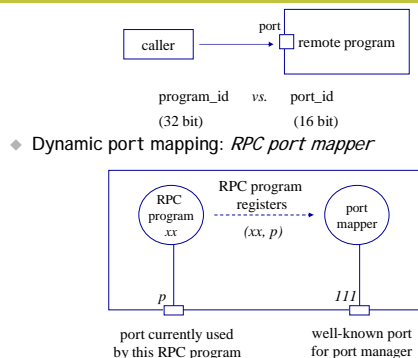 port
caller
remote program
program_id vs. port_id
(32 bit) (16 bit)
Dynamic port mapping: RPC port mapper
RPC program
registers
(xx, p)
RPC
program
xx
port
mapper
p
111
port currently used
by this RPC program
well-known port
for port manager